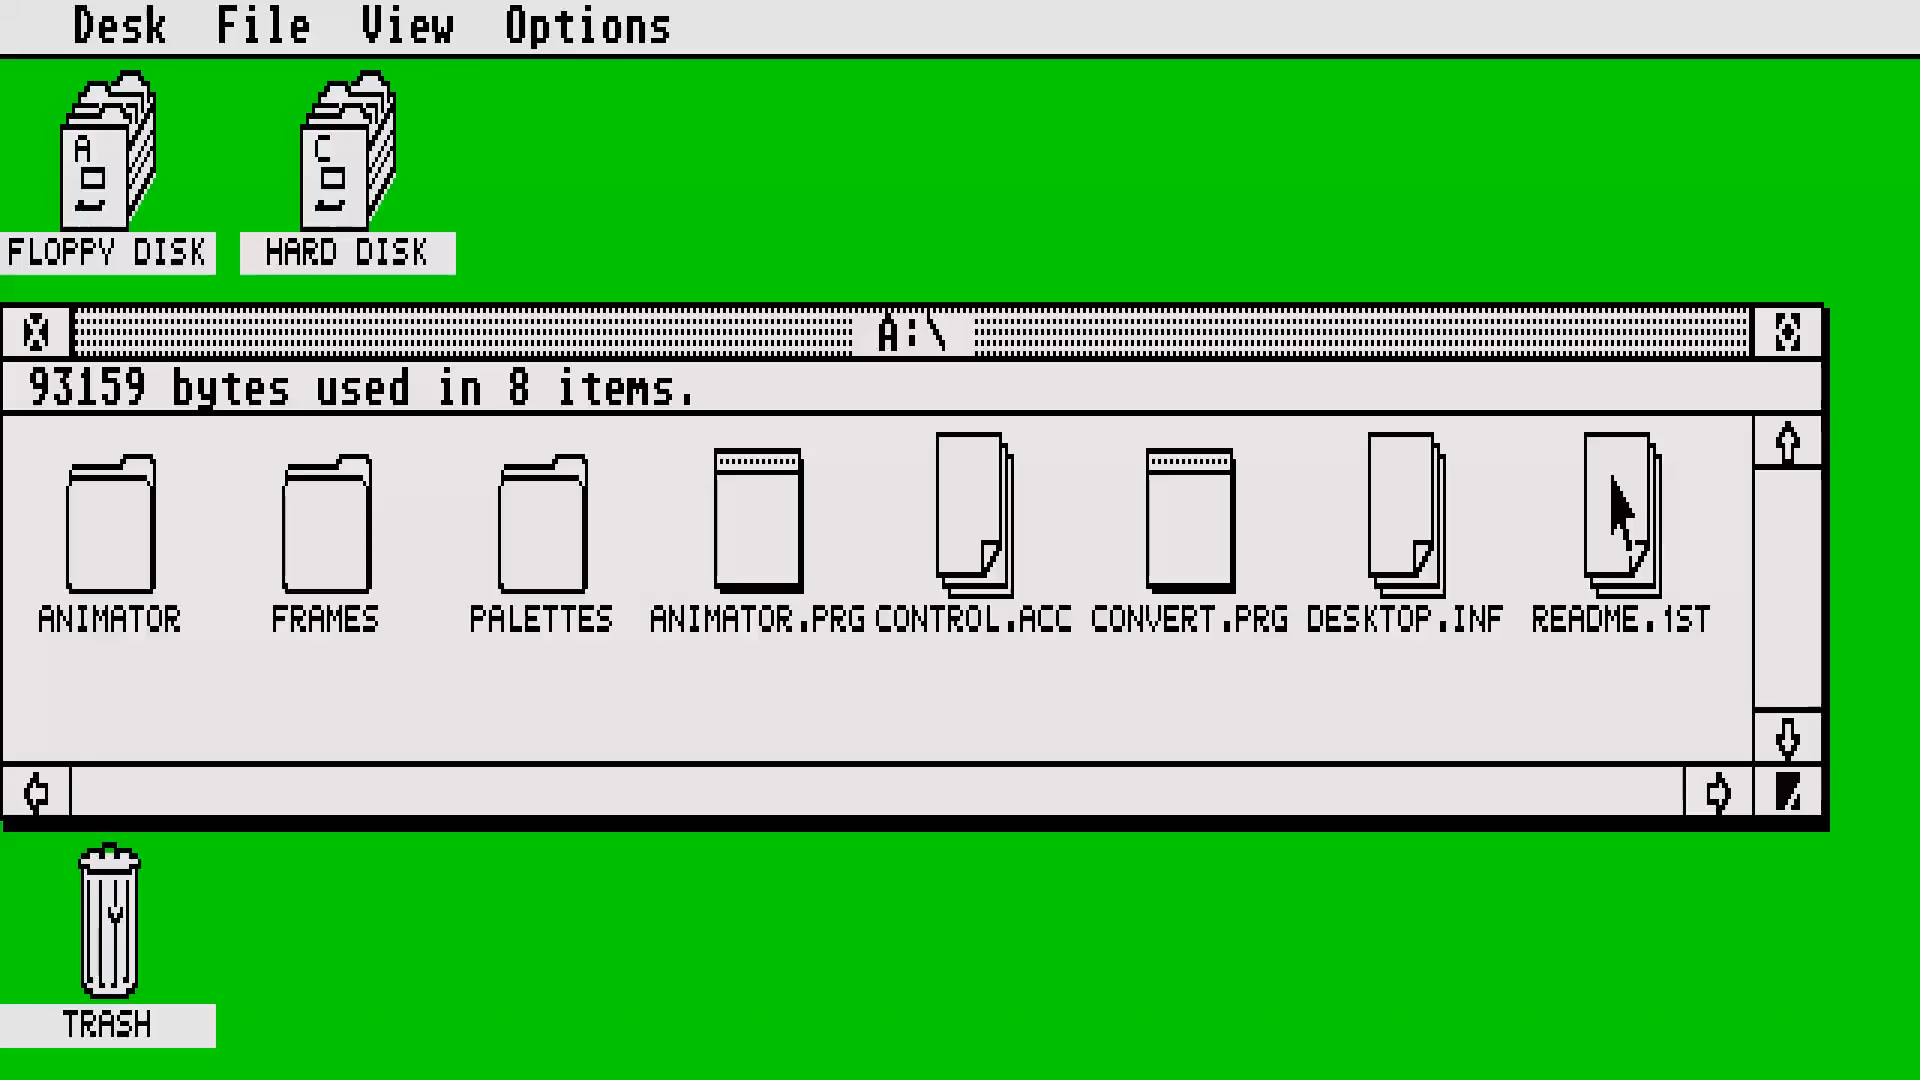 Desk File View Options
A C
FLOPPY DISK HARD DISK
A:\
93159 bytes used in 8 items.
ANIMATOR FRAMES PALETTES ANIMATOR.PRG CONTROL.ACC CONVERT.PRG DESKTOP.INF README.1ST
TRASH